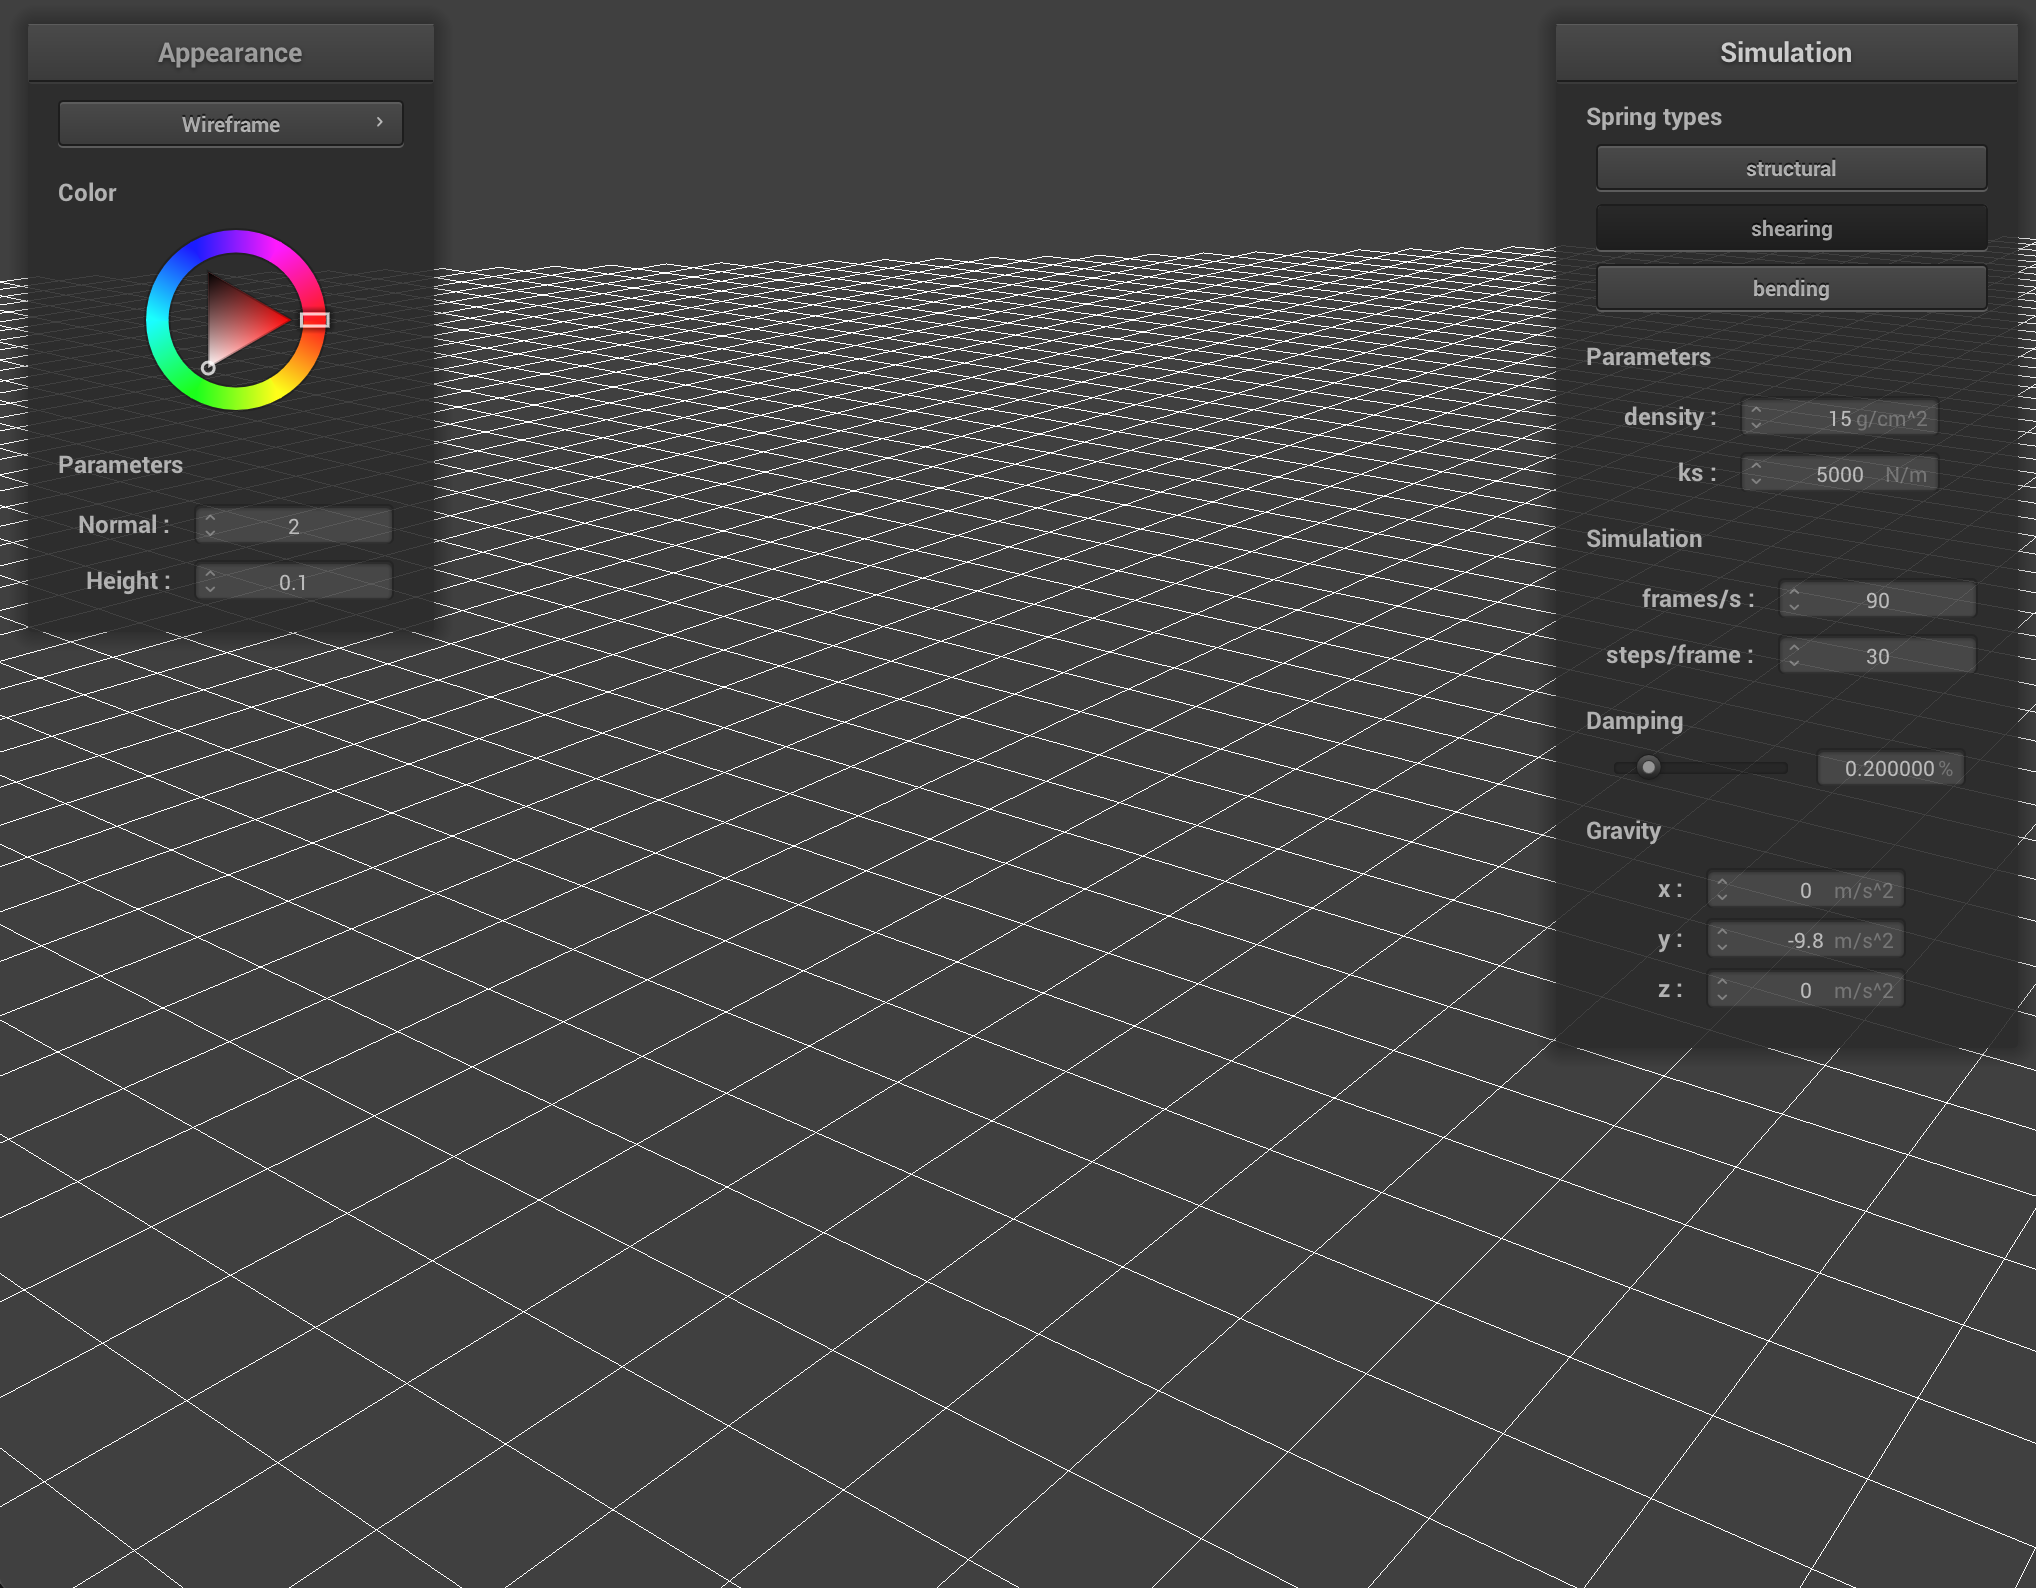 Appearance
Wireframe
Color
Parameters
Normal : 2
Height : 0.1
Simulation
Spring types
structural
shearing
bending
Parameters
density : 15 g/cm^2
ks : 5000 N/m
Simulation
frames/s : 90
steps/frame : 30
Damping
0.200000 %
Gravity
x : 0 m/s^2
y : -9.8 m/s^2
z : 0 m/s^2